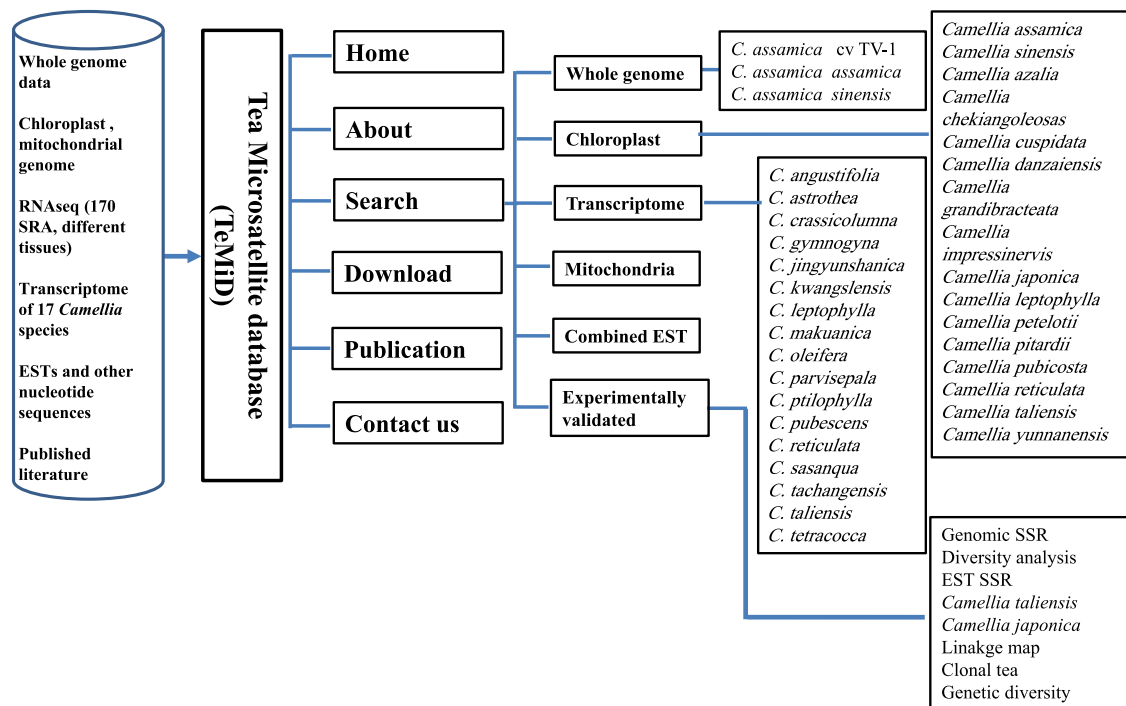 Whole genome
data
Chloroplast ,
mitochondrial
genome
RNAseq (170
SRA, different
tissues)
Transcriptome
of 17 Camellia
species
ESTs and other
nucleotide
sequences
Published
literature
Tea Microsatellite database
(TeMiD)
Home
About
Search
Download
Publication
Contact us
Whole genome
Chloroplast
Transcriptome
Mitochondria
Combined EST
Experimentally
validated
C. assamica cv TV-1
C. assamica assamica
C. assamica sinensis
C. angustifolia
C. astrothea
C. crassicolumna
C. gymnogyna
C. jingyunshanica
C. kwangslensis
C. leptophylla
C. makuanica
C. oleifera
C. parvisepala
C. ptilophylla
C. pubescens
C. reticulata
C. sasanqua
C. tachangensis
C. taliensis
C. tetracocca
Camellia assamica
Camellia sinensis
Camellia azalia
Camellia
chekiangoleosas
Camellia cuspidata
Camellia danzaiensis
Camellia
grandibracteata
Camellia
impressinervis
Camellia japonica
Camellia leptophylla
Camellia petelotii
Camellia pitardii
Camellia pubicosta
Camellia reticulata
Camellia taliensis
Camellia yunnanensis
Genomic SSR
Diversity analysis
EST SSR
Camellia taliensis
Camellia japonica
Linakge map
Clonal tea
Genetic diversity